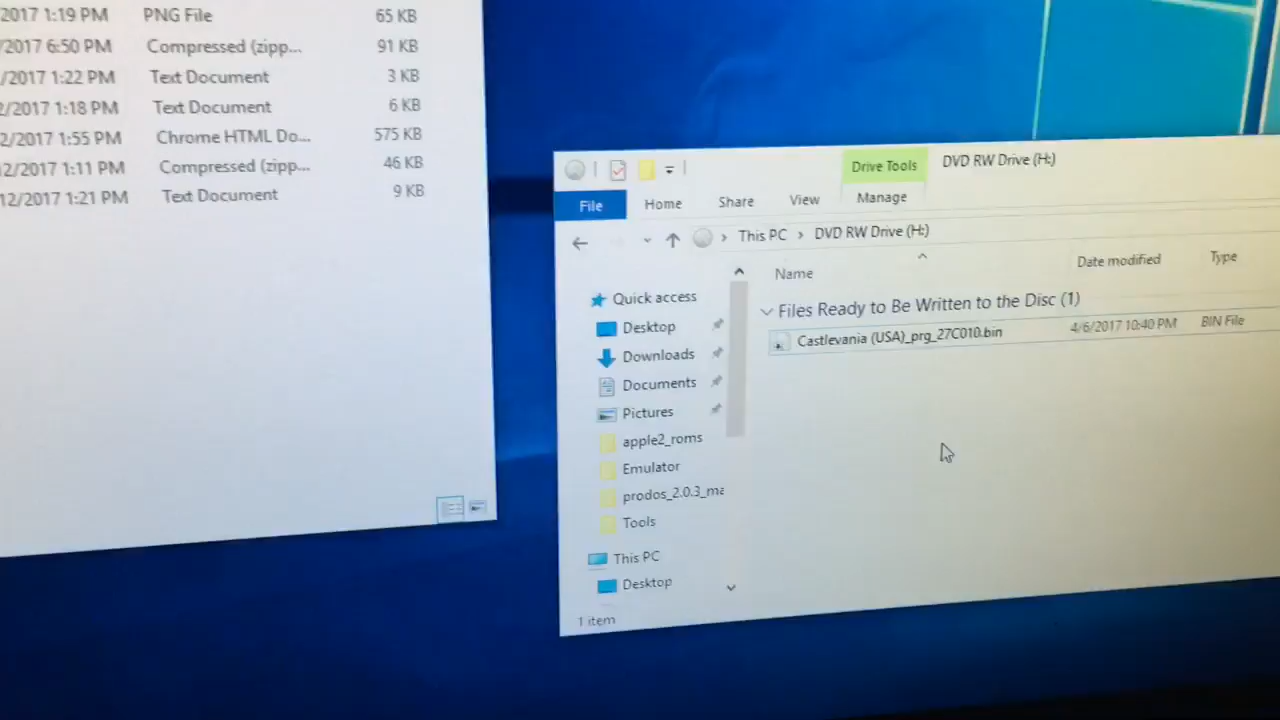 2017 1:19 PM PNG File 65 KB
/2017 6:50 PM Compressed (zipp... 91 KB
/2017 1:22 PM Text Document 3 KB
2/2017 1:18 PM Text Document 6 KB
2/2017 1:55 PM Chrome HTML Do... 575 KB
12/2017 1:11 PM Compressed (zipp... 46 KB
12/2017 1:21 PM Text Document 9 KB
Drive Tools DVD RW Drive (H:)
File Home Share View Manage
This PC › DVD RW Drive (H:)
Name Date modified Type
Files Ready to Be Written to the Disc (1)
Castlevania (USA)_prg_27C010.bin 4/6/2017 10:40 PM BIN File
Quick access
Desktop
Downloads
Documents
Pictures
apple2_roms
Emulator
prodos_2.0.3_ma
Tools
This PC
Desktop
1 item